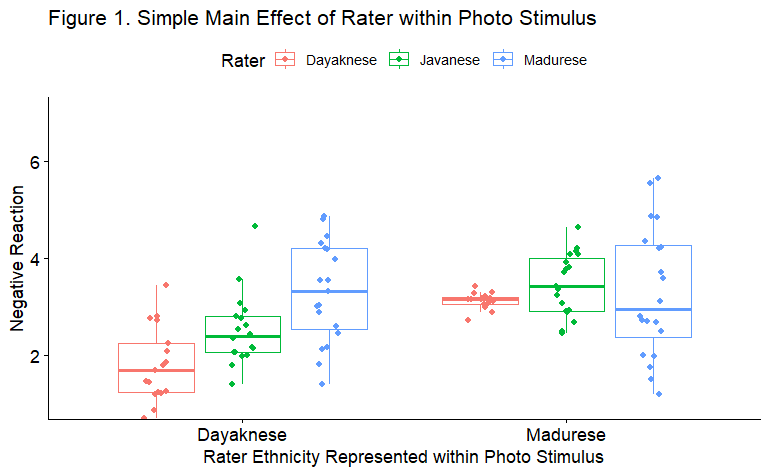 Figure 1. Simple Main Effect of Rater within Photo Stimulus
Rater Dayaknese Javanese Madurese
6
4
2
Negative Reaction
Dayaknese Madurese
Rater Ethnicity Represented within Photo Stimulus